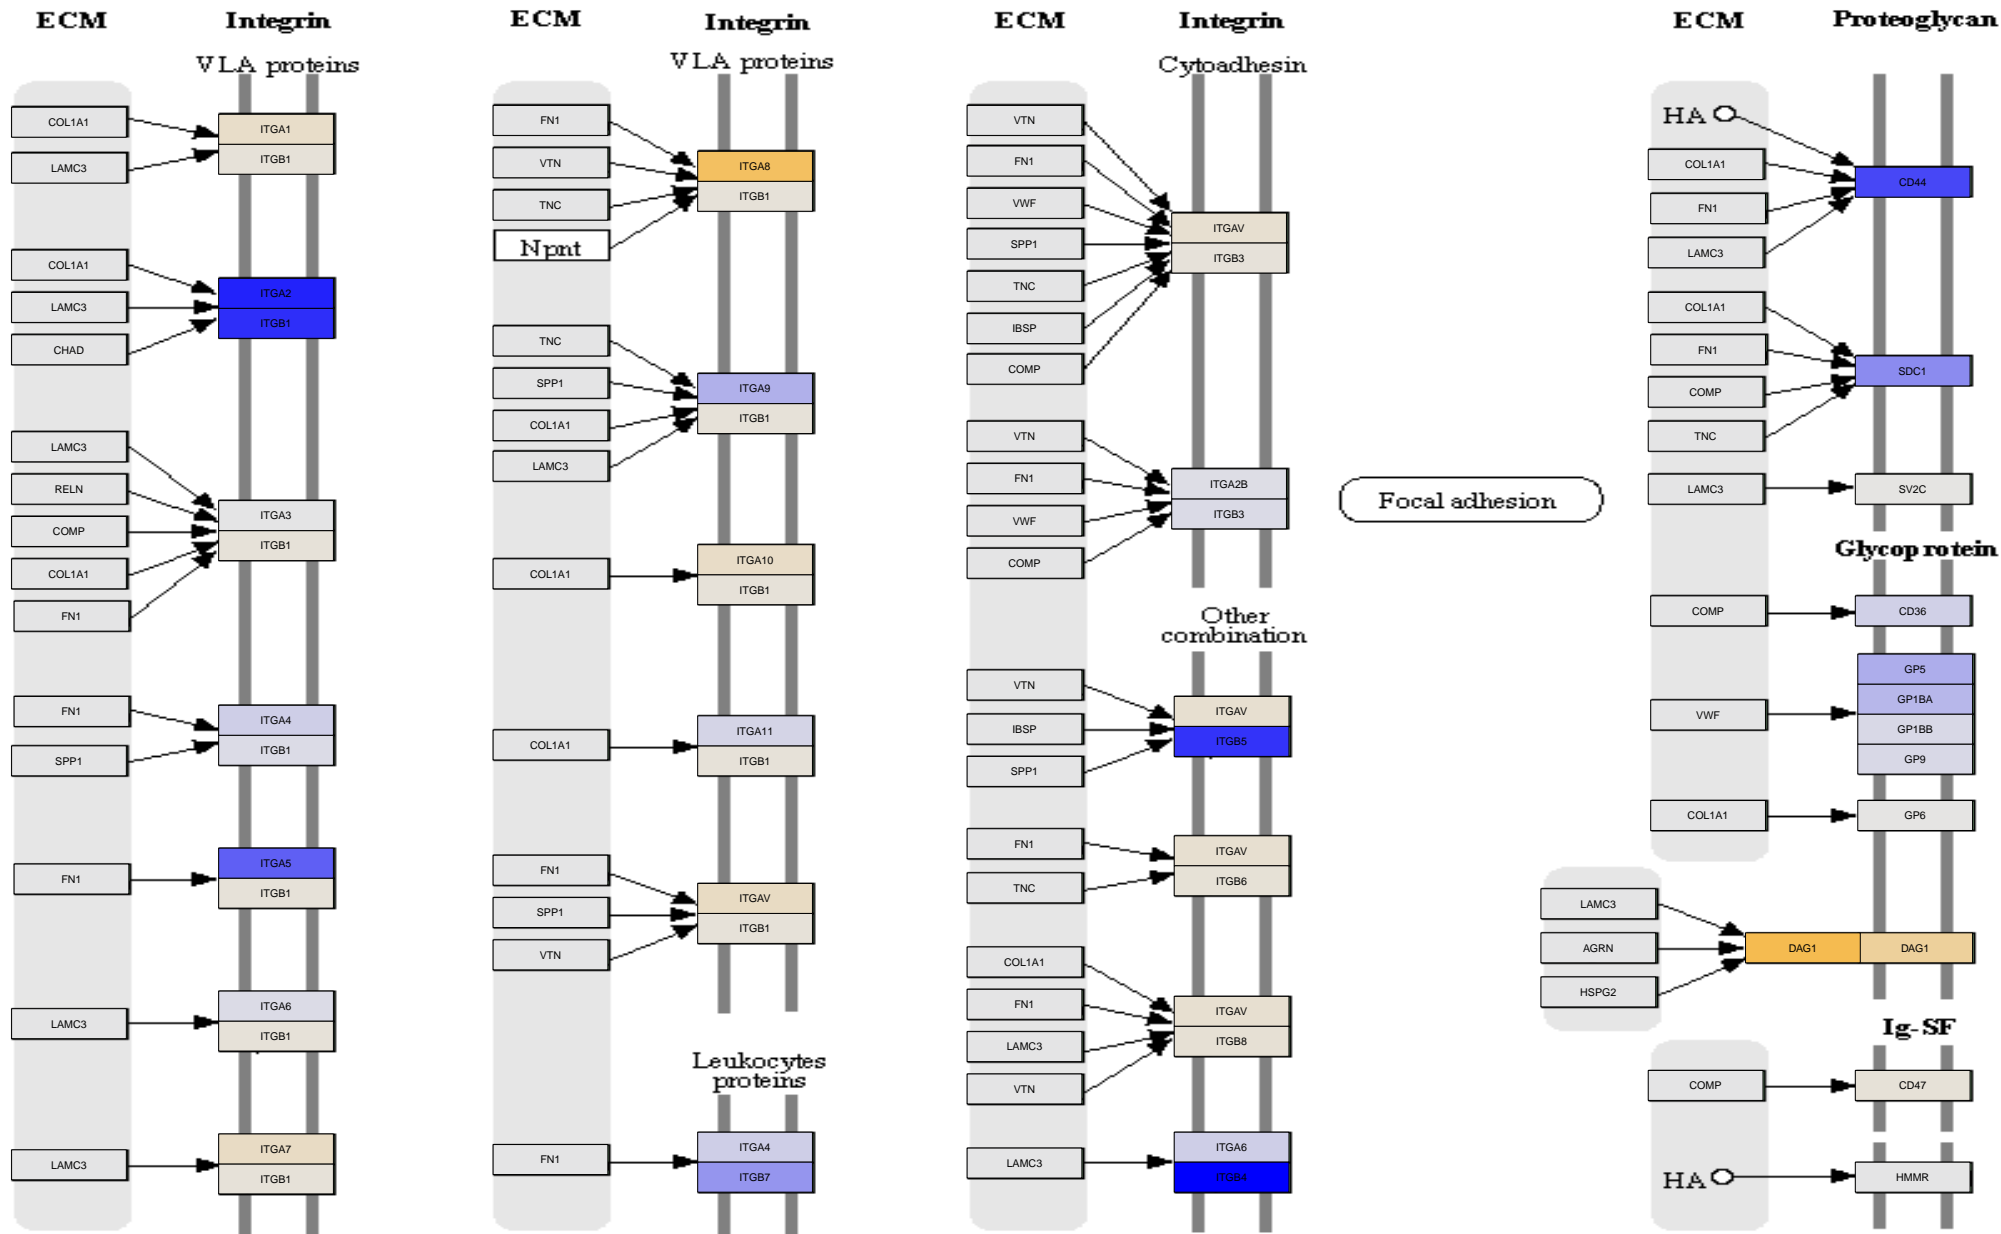 ECM
Integrin
VLA proteins
COL1A1
LAMC3
ITGA1
ITGB1
COL1A1
LAMC3
CHAD
ITGA2
ITGB1
LAMC3
RELN
COMP
COL1A1
FN1
ITGA3
ITGB1
FN1
SPP1
ITGA4
ITGB1
FN1
ITGA5
ITGB1
LAMC3
ITGA6
ITGB1
LAMC3
ITGA7
ITGB1
ECM
Integrin
VLA proteins
FN1
VTN
TNC
Npnt
ITGA8
ITGB1
TNC
SPP1
COL1A1
LAMC3
ITGA9
ITGB1
COL1A1
ITGA10
ITGB1
COL1A1
ITGA11
ITGB1
FN1
SPP1
VTN
ITGAV
ITGB1
Leukocytes
proteins
FN1
ITGA4
ITGB7
ECM
Integrin
Cytoadhesin
VTN
FN1
VWF
SPP1
TNC
IBSP
COMP
ITGAV
ITGB3
VTN
FN1
VWF
COMP
ITGA2B
ITGB3
Other
combination
VTN
IBSP
SPP1
ITGAV
ITGB5
FN1
TNC
ITGAV
ITGB6
COL1A1
FN1
LAMC3
VTN
ITGAV
ITGB8
LAMC3
ITGA6
ITGB4
Focal adhesion
ECM
Proteoglycan
HA
COL1A1
FN1
LAMC3
CD44
COL1A1
FN1
COMP
TNC
SDC1
LAMC3
SV2C
Glycoprotein
COMP
CD36
VWF
GP5
GP1BA
GP1BB
GP9
COL1A1
GP6
LAMC3
AGRN
HSPG2
DAG1
DAG1
Ig-SF
COMP
CD47
HA
HMMR